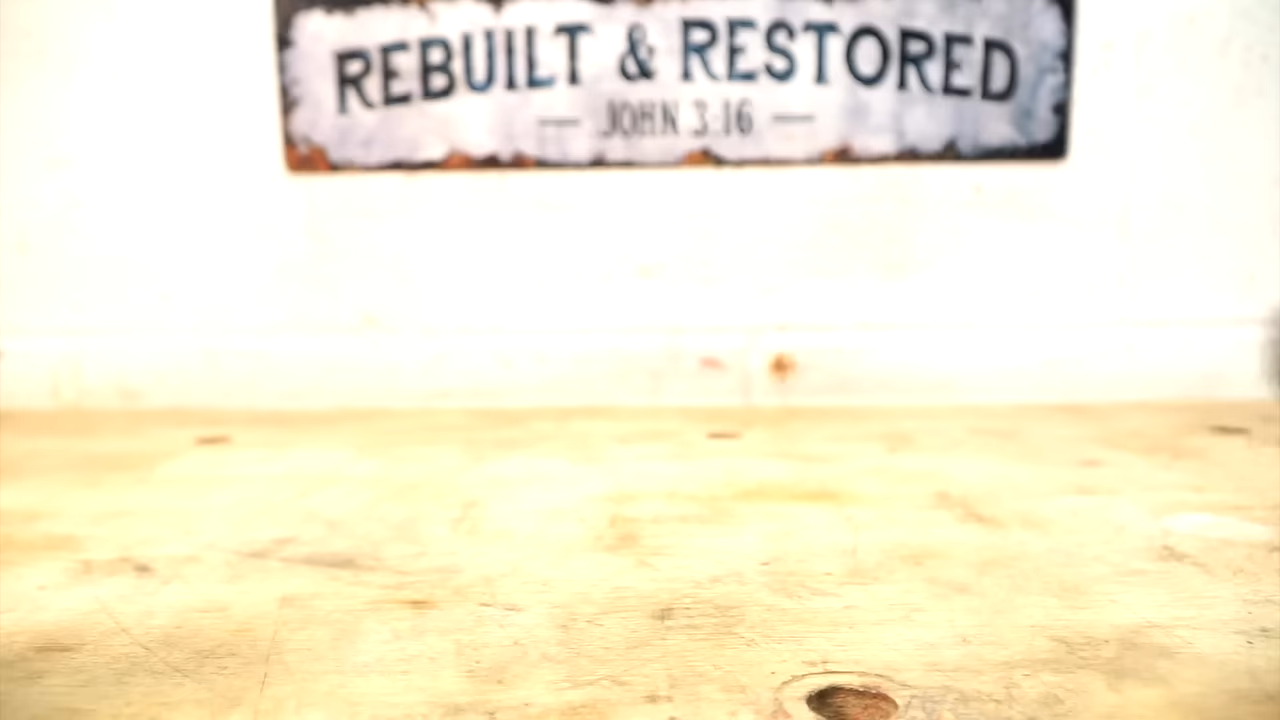 REBUILT & RESTORED
— JOHN 3:16 —